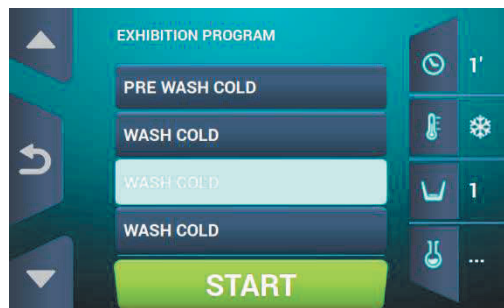 EXHIBITION PROGRAM
1'
PRE WASH COLD
WASH COLD
WASH COLD
1
WASH COLD
...
START